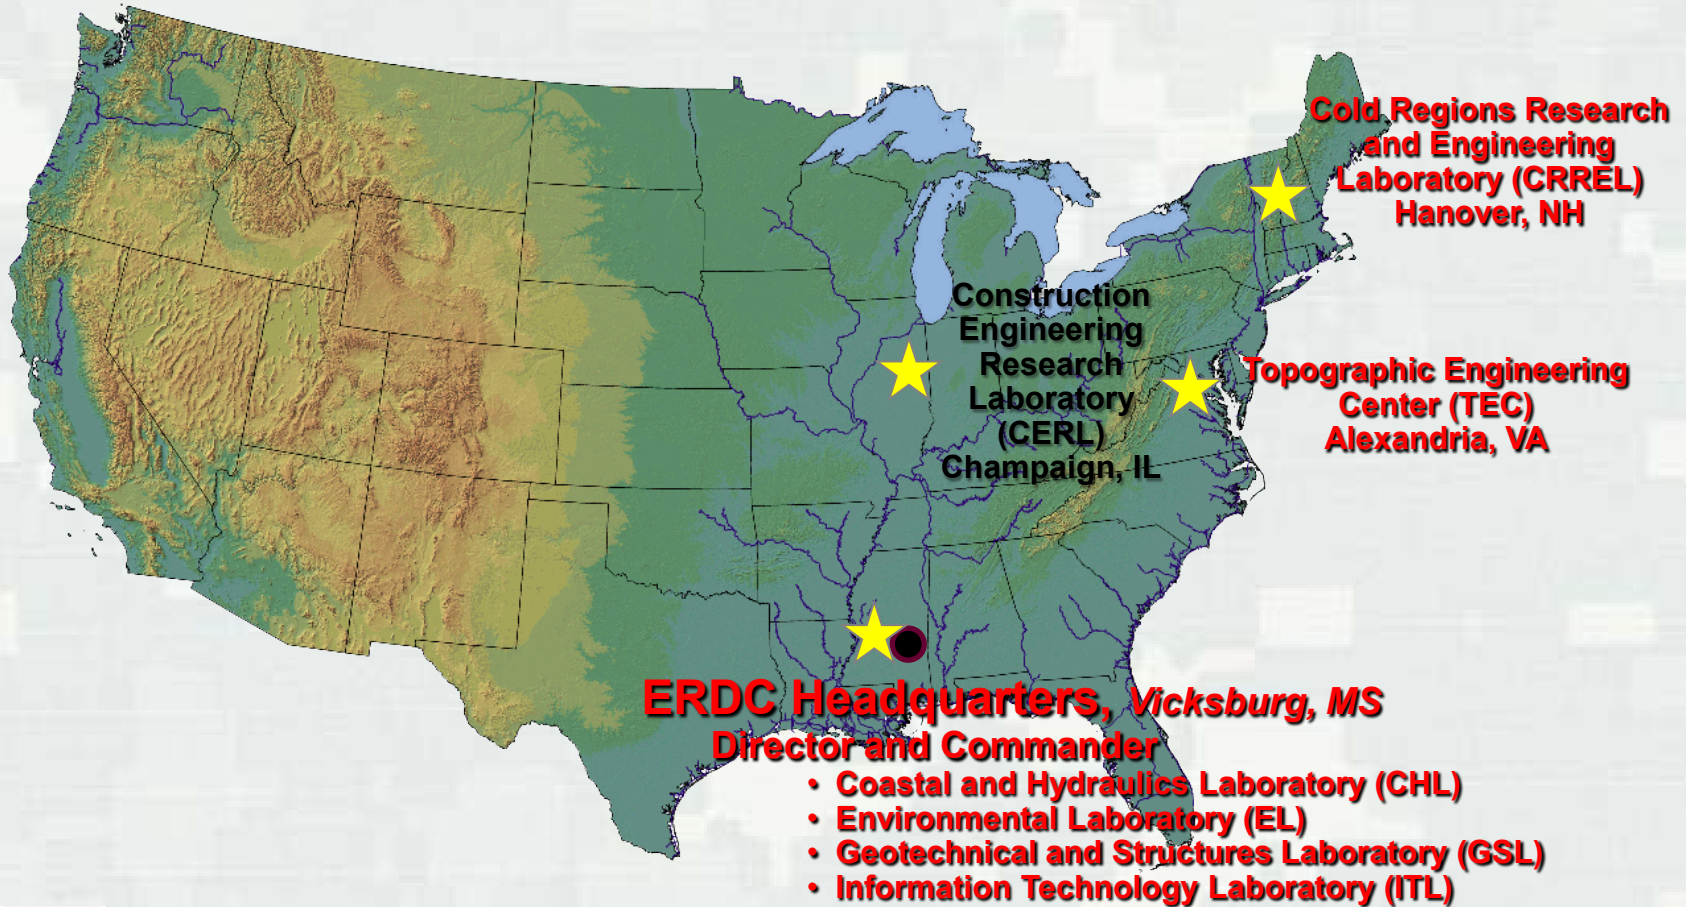 Cold Regions Research
and Engineering
Laboratory (CRREL)
Hanover, NH
Construction
Engineering
Research
Laboratory
(CERL)
Champaign, IL
Topographic Engineering
Center (TEC)
Alexandria, VA
ERDC Headquarters, Vicksburg, MS
Director and Commander
• Coastal and Hydraulics Laboratory (CHL)
• Environmental Laboratory (EL)
• Geotechnical and Structures Laboratory (GSL)
• Information Technology Laboratory (ITL)